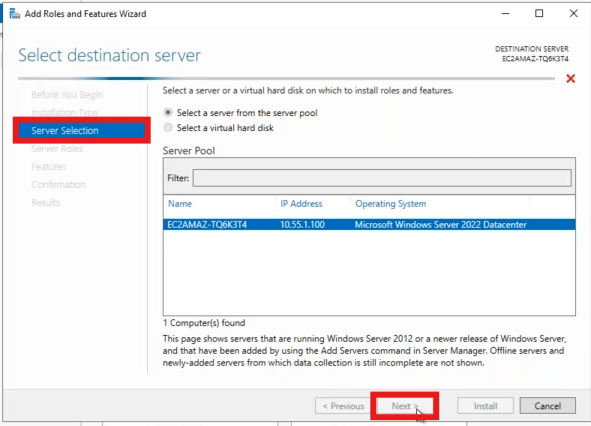 Add Roles and Features Wizard
Select destination server
DESTINATION SERVER
EC2AMAZ-TQ6K3T4
Before You Begin
Installation Type
Server Selection
Server Roles
Features
Confirmation
Results
Select a server or a virtual hard disk on which to install roles and features.
Select a server from the server pool
Select a virtual hard disk
Server Pool
Filter:
Name IP Address Operating System
EC2AMAZ-TQ6K3T4 10.55.1.100 Microsoft Windows Server 2022 Datacenter
1 Computer(s) found
This page shows servers that are running Windows Server 2012 or a newer release of Windows Server,
and that have been added by using the Add Servers command in Server Manager. Offline servers and
newly-added servers from which data collection is still incomplete are not shown.
< Previous Next > Install Cancel